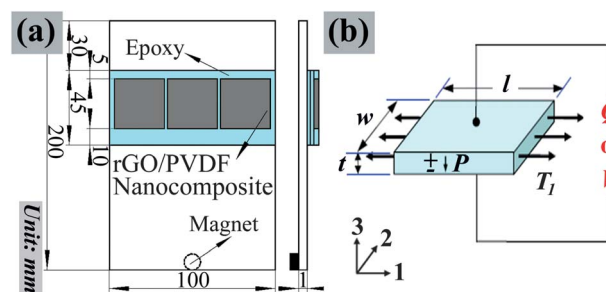 (a)
30
5
45
10
200
Epoxy
rGO/PVDF
Nanocomposite
Magnet
Unit: mm
100
1
(b)
l
w
t
± P
T1
3
2
1